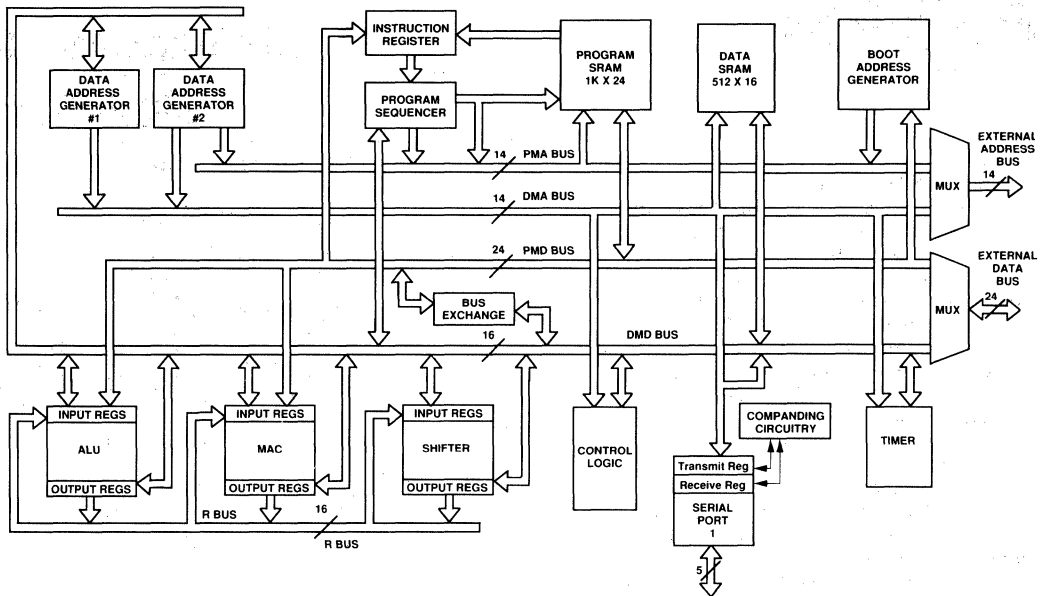 INSTRUCTION
REGISTER
PROGRAM
SRAM
1K X 24
DATA
SRAM
512 X 16
BOOT
ADDRESS
GENERATOR
DATA
ADDRESS
GENERATOR
#1
DATA
ADDRESS
GENERATOR
#2
PROGRAM
SEQUENCER
EXTERNAL
ADDRESS
BUS
14
PMA BUS
MUX
14
14
DMA BUS
24
PMD BUS
EXTERNAL
DATA
BUS
24
MUX
BUS
EXCHANGE
16
DMD BUS
INPUT REGS
ALU
OUTPUT REGS
INPUT REGS
MAC
OUTPUT REGS
INPUT REGS
SHIFTER
OUTPUT REGS
CONTROL
LOGIC
COMPANDING
CIRCUITRY
TIMER
Transmit Reg
Receive Reg
SERIAL
PORT
1
R BUS
16
R BUS
5